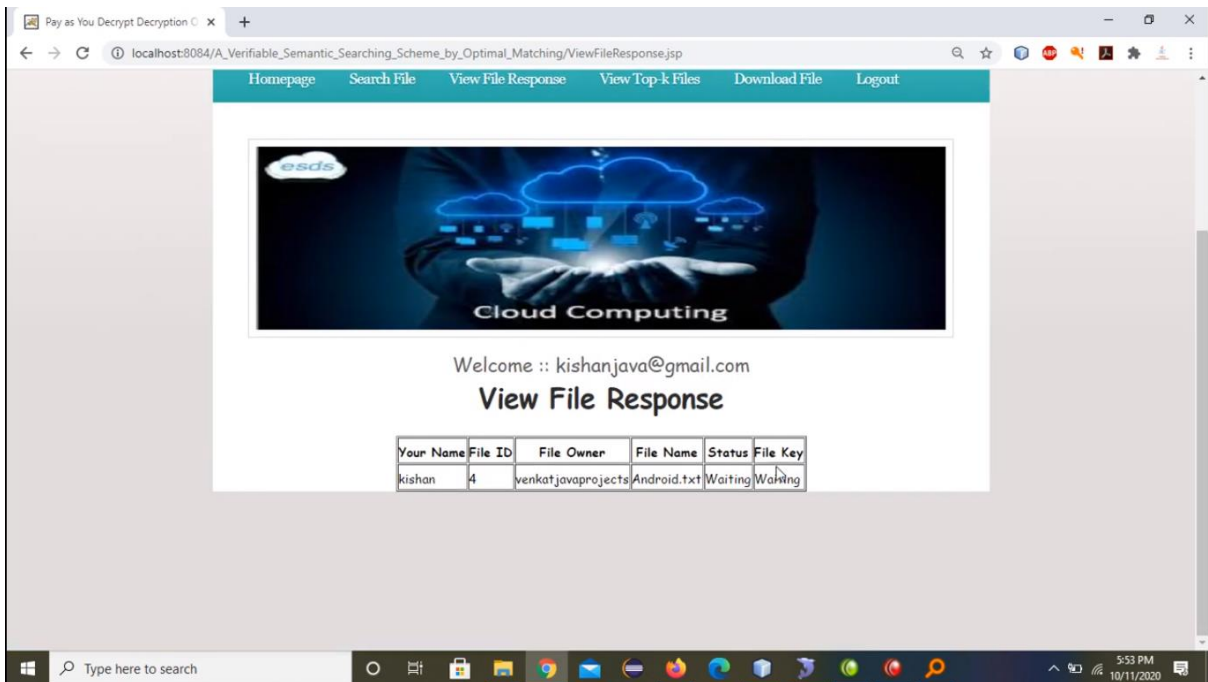 Pay as You Decrypt Decryption O
localhost:8084/A_Verifiable_Semantic_Searching_Scheme_by_Optimal_Matching/ViewFileResponse.jsp
ABP
Homepage Search File View File Response View Top-k Files Download File Logout
esds
Cloud Computing
Welcome :: kishanjava@gmail.com
View File Response
Your Name File ID File Owner File Name Status File Key
kishan 4 venkatjavaprojects Android.txt Waiting Waiting
Type here to search
5:53 PM
10/11/2020